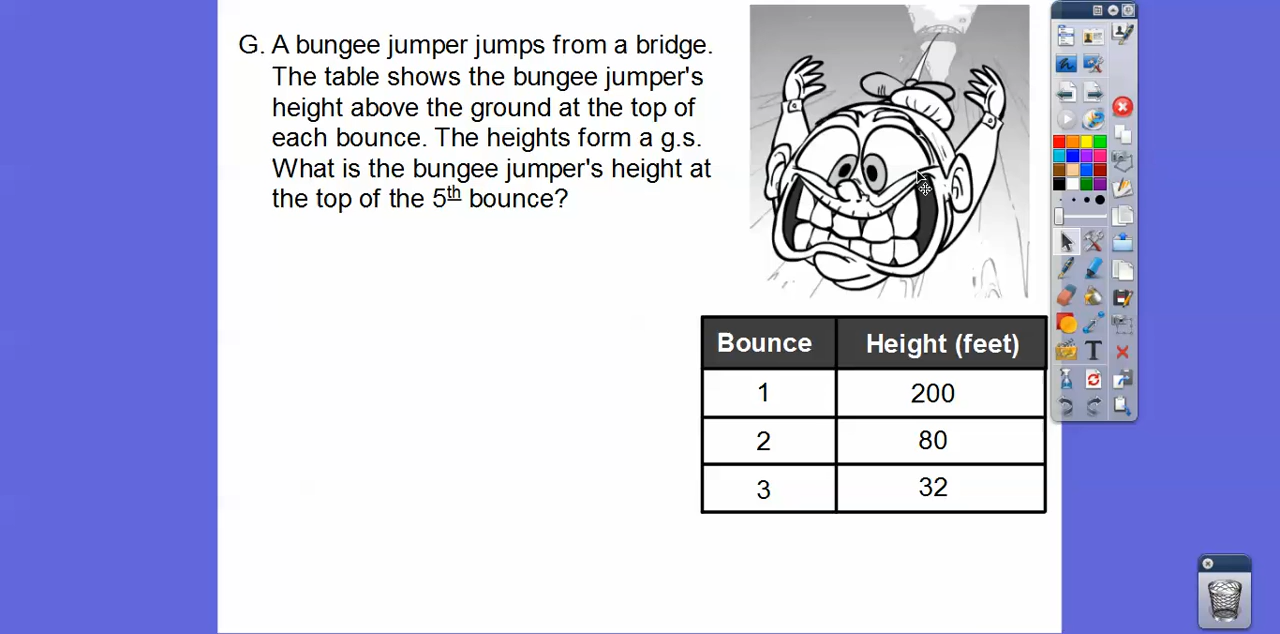 G. A bungee jumper jumps from a bridge.
The table shows the bungee jumper's
height above the ground at the top of
each bounce. The heights form a g.s.
What is the bungee jumper's height at
the top of the 5th bounce?
Bounce Height (feet)
1 200
2 80
3 32
T